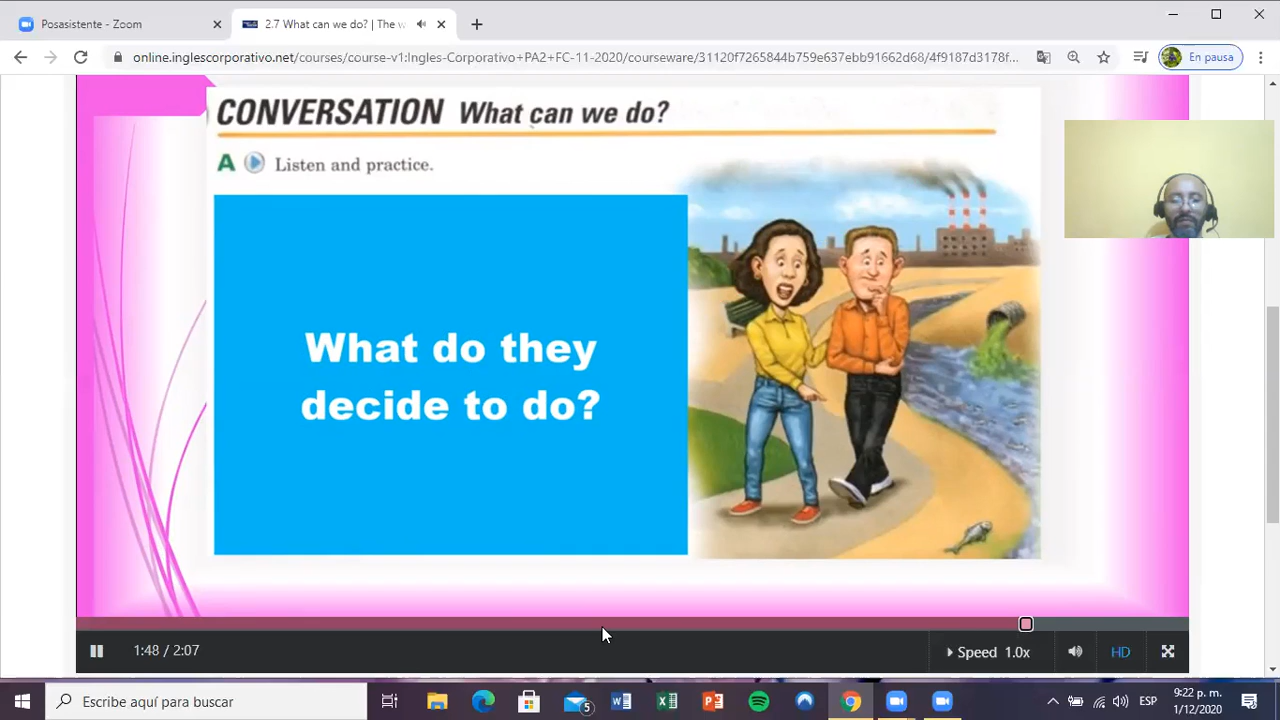 Posasistente - Zoom
2.7 What can we do? | The w
online.inglescorporativo.net/courses/course-v1:Ingles-Corporativo+PA2+FC-11-2020/courseware/31120f7265844b759e637ebb91662d68/4f9187d3178f...
En pausa
CONVERSATION What can we do?
A Listen and practice.
What do they
decide to do?
1:48 / 2:07
Speed 1.0x
HD
Escribe aquí para buscar
5
ESP
9:22 p. m.
1/12/2020